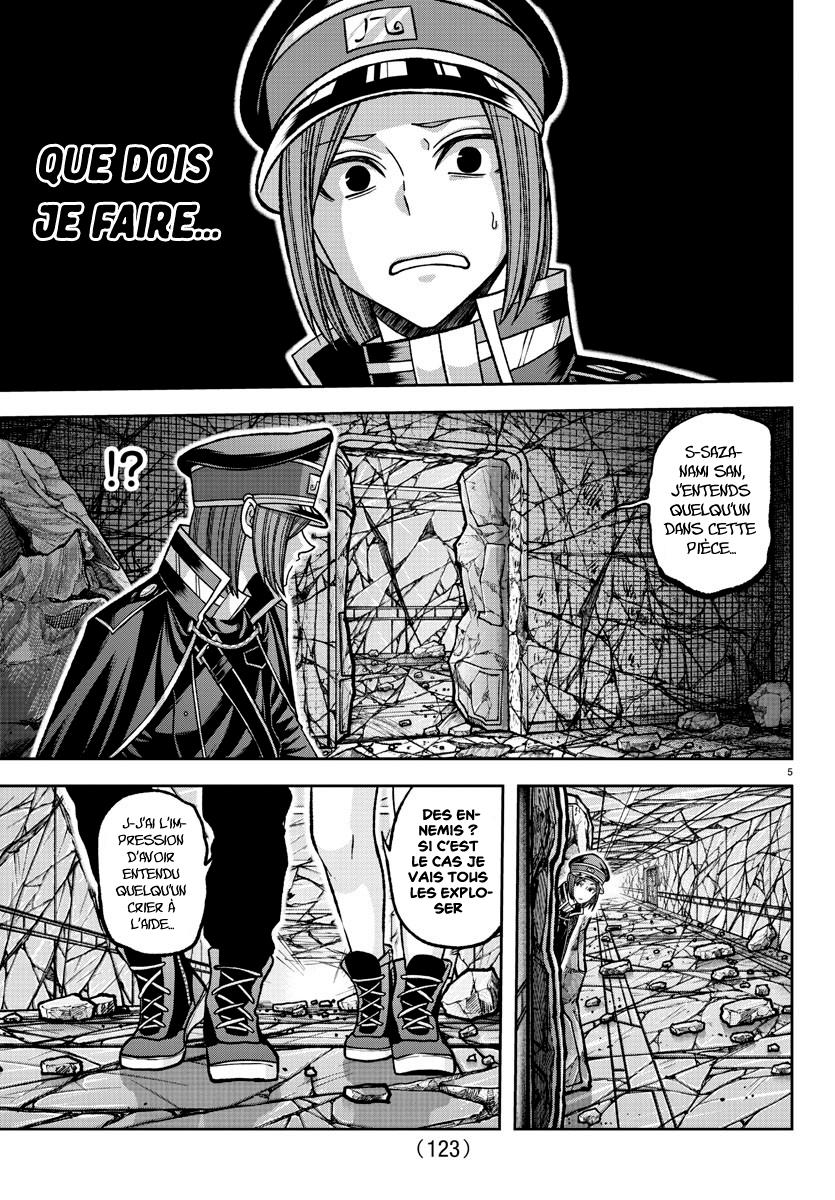 QUE DOIS
JE FAIRE...
!?
S-SAZA-
NAMI SAN,
J'ENTENDS
QUELQU'UN
DANS CETTE
PIÈCE...
5
DES EN-
NEMIS ?
SI C'EST
LE CAS JE
VAIS TOUS
LES EXPLO-
SER
J-J'AI L'IM-
PRESSION
D'AVOIR
ENTENDU
QUELQU'UN
CRIER À
L'AIDE...
(123)